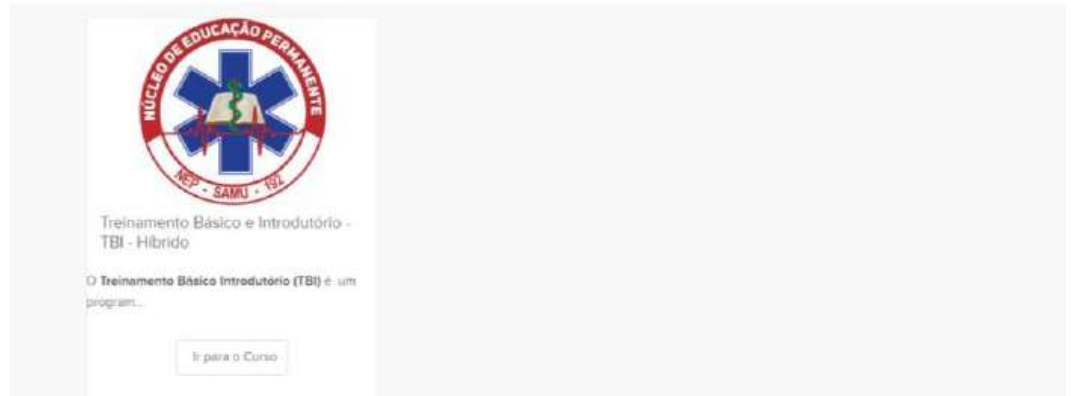 NÚCLEO DE EDUCAÇÃO PERMANENTE
NEP - SAMU - 192
Treinamento Básico e Introdutório -
TBI - Híbrido
O Treinamento Básico Introdutório (TBI) é um
program...
Ir para o Curso